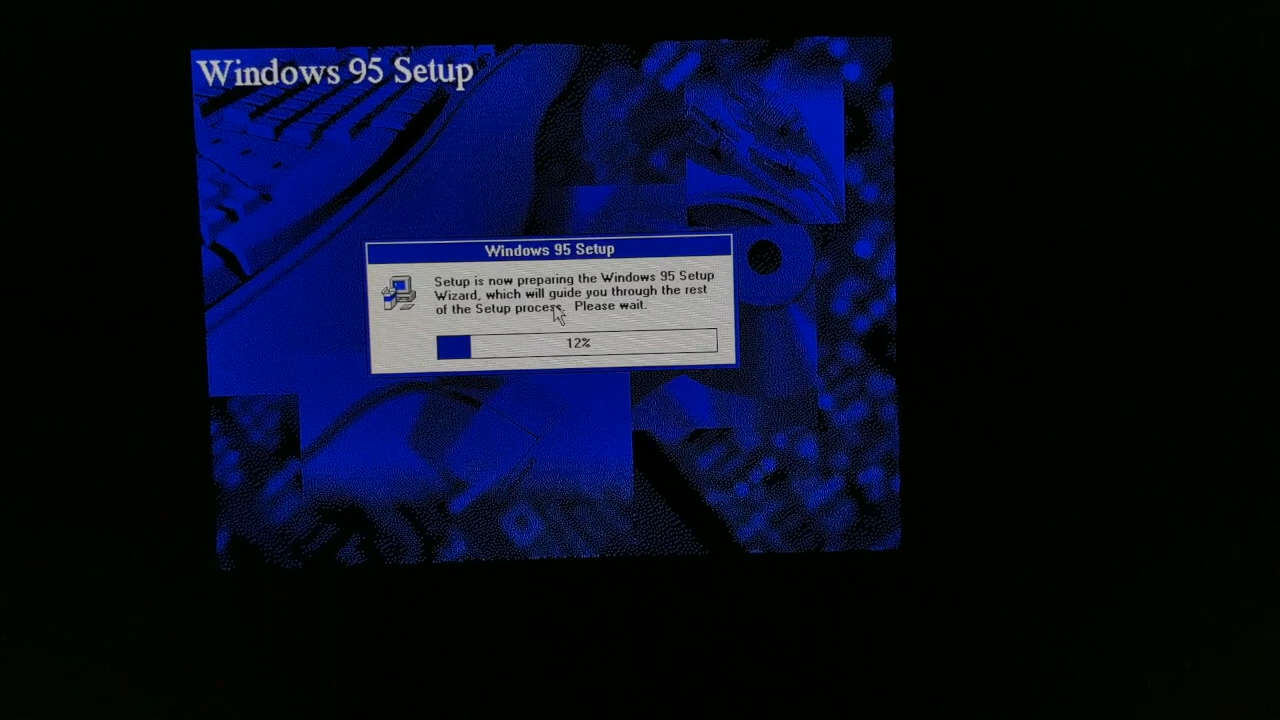 Windows 95 Setup
Windows 95 Setup
Setup is now preparing the Windows 95 Setup
Wizard, which will guide you through the rest
of the Setup process. Please wait.
12%